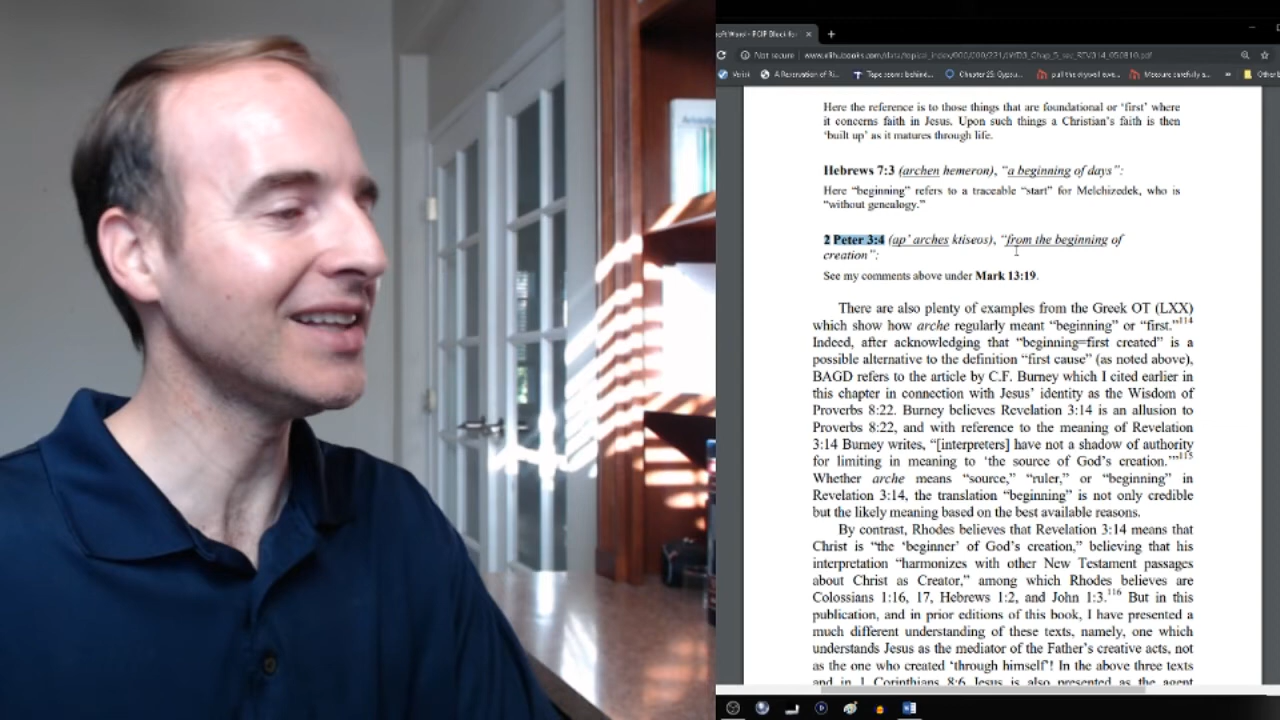 Not secure
Here the reference is to those things that are foundational or ‘first’ where
it concerns faith in Jesus. Upon such things a Christian’s faith is then
‘built up’ as it matures through life.
Hebrews 7:3 (archen hemeron), “a beginning of days”:
Here “beginning” refers to a traceable “start” for Melchizedek, who is
“without genealogy.”
2 Peter 3:4 (ap’ arches ktiseos), “from the beginning of
creation”:
See my comments above under Mark 13:19.
There are also plenty of examples from the Greek OT (LXX)
which show how arche regularly meant “beginning” or “first.”114
Indeed, after acknowledging that “beginning=first created” is a
possible alternative to the definition “first cause” (as noted above),
BAGD refers to the article by C.F. Burney which I cited earlier in
this chapter in connection with Jesus’ identity as the Wisdom of
Proverbs 8:22. Burney believes Revelation 3:14 is an allusion to
Proverbs 8:22, and with reference to the meaning of Revelation
3:14 Burney writes, “[interpreters] have not a shadow of authority
for limiting in meaning to ‘the source of God’s creation.’”115
Whether arche means “source,” “ruler,” or “beginning” in
Revelation 3:14, the translation “beginning” is not only credible
but the likely meaning based on the best available reasons.
By contrast, Rhodes believes that Revelation 3:14 means that
Christ is “the ‘beginner’ of God’s creation,” believing that his
interpretation “harmonizes with other New Testament passages
about Christ as Creator,” among which Rhodes believes are
Colossians 1:16, 17, Hebrews 1:2, and John 1:3.116 But in this
publication, and in prior editions of this book, I have presented a
much different understanding of these texts, namely, one which
understands Jesus as the mediator of the Father’s creative acts, not
as the one who created ‘through himself’! In the above three texts
and in 1 Corinthians 8:6 Jesus is also presented as the agent